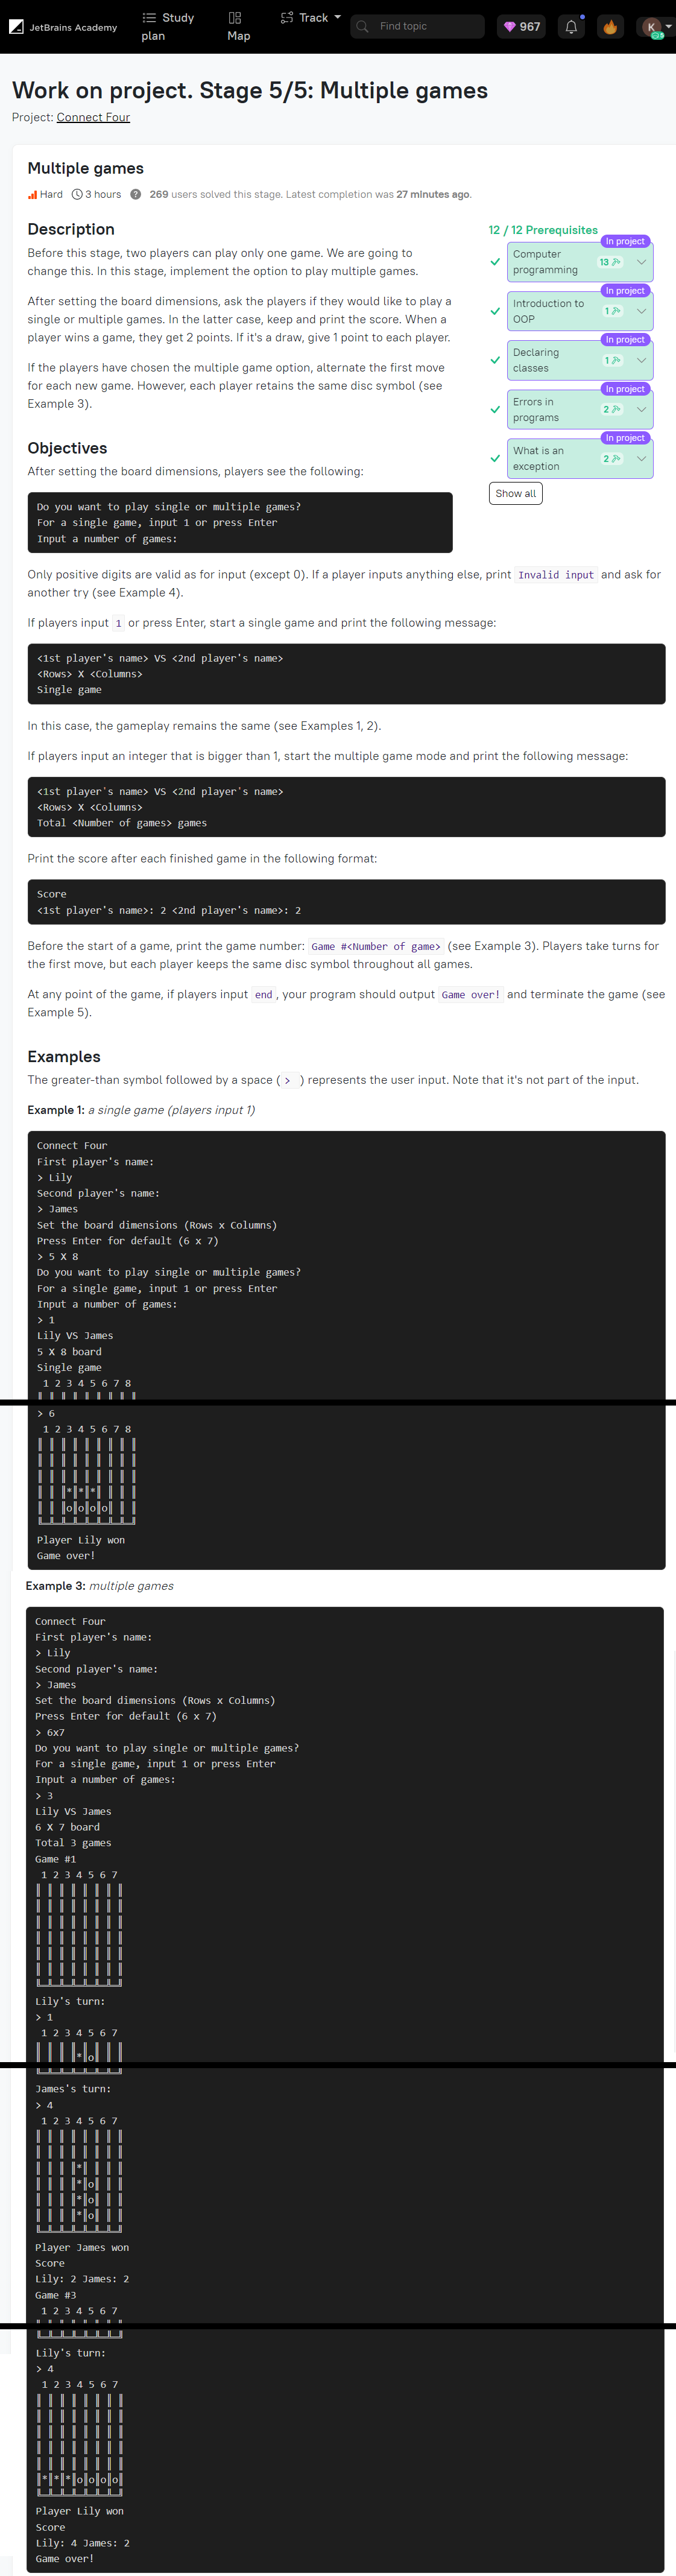 JetBrains Academy
Study plan
Map
Track
Find topic
967
K
Work on project. Stage 5/5: Multiple games
Project: Connect Four
Multiple games
Hard 3 hours ? 269 users solved this stage. Latest completion was 27 minutes ago.
Description
Before this stage, two players can play only one game. We are going to
change this. In this stage, implement the option to play multiple games.
After setting the board dimensions, ask the players if they would like to play a
single or multiple games. In the latter case, keep and print the score. When a
player wins a game, they get 2 points. If it's a draw, give 1 point to each player.
If the players have chosen the multiple game option, alternate the first move
for each new game. However, each player retains the same disc symbol (see
Example 3).
12 / 12 Prerequisites
In project
Computer programming 13
In project
Introduction to OOP 1
In project
Declaring classes 1
In project
Errors in programs 2
In project
What is an exception 2
Show all
Objectives
After setting the board dimensions, players see the following:
Do you want to play single or multiple games?
For a single game, input 1 or press Enter
Input a number of games:
Only positive digits are valid as for input (except 0). If a player inputs anything else, print Invalid input and ask for
another try (see Example 4).
If players input 1 or press Enter, start a single game and print the following message:
<1st player's name> VS <2nd player's name>
<Rows> X <Columns>
Single game
In this case, the gameplay remains the same (see Examples 1, 2).
If players input an integer that is bigger than 1, start the multiple game mode and print the following message:
<1st player's name> VS <2nd player's name>
<Rows> X <Columns>
Total <Number of games> games
Print the score after each finished game in the following format:
Score
<1st player's name>: 2 <2nd player's name>: 2
Before the start of a game, print the game number: Game #<Number of game> (see Example 3). Players take turns for
the first move, but each player keeps the same disc symbol throughout all games.
At any point of the game, if players input end, your program should output Game over! and terminate the game (see
Example 5).
Examples
The greater-than symbol followed by a space (> ) represents the user input. Note that it's not part of the input.
Example 1: a single game (players input 1)
Connect Four
First player's name:
> Lily
Second player's name:
> James
Set the board dimensions (Rows x Columns)
Press Enter for default (6 x 7)
> 5 X 8
Do you want to play single or multiple games?
For a single game, input 1 or press Enter
Input a number of games:
> 1
Lily VS James
5 X 8 board
Single game
1 2 3 4 5 6 7 8
║ ║ ║ ║ ║ ║ ║ ║ ║
> 6
1 2 3 4 5 6 7 8
║ ║ ║ ║ ║ ║ ║ ║ ║
║ ║ ║ ║ ║ ║ ║ ║ ║
║ ║ ║ ║ ║ ║ ║ ║ ║
║ ║ ║*║*║*║ ║ ║ ║
║ ║ ║o║o║o║o║ ║ ║
╚═╩═╩═╩═╩═╩═╩═╩═╝
Player Lily won
Game over!
Example 3: multiple games
Connect Four
First player's name:
> Lily
Second player's name:
> James
Set the board dimensions (Rows x Columns)
Press Enter for default (6 x 7)
> 6x7
Do you want to play single or multiple games?
For a single game, input 1 or press Enter
Input a number of games:
> 3
Lily VS James
6 X 7 board
Total 3 games
Game #1
1 2 3 4 5 6 7
║ ║ ║ ║ ║ ║ ║ ║
║ ║ ║ ║ ║ ║ ║ ║
║ ║ ║ ║ ║ ║ ║ ║
║ ║ ║ ║ ║ ║ ║ ║
║ ║ ║ ║ ║ ║ ║ ║
║ ║ ║ ║ ║ ║ ║ ║
╚═╩═╩═╩═╩═╩═╩═╝
Lily's turn:
> 1
1 2 3 4 5 6 7
║ ║ ║ ║*║o║ ║ ║
╚═╩═╩═╩═╩═╩═╩═╝
James's turn:
> 4
1 2 3 4 5 6 7
║ ║ ║ ║ ║ ║ ║ ║
║ ║ ║ ║ ║ ║ ║ ║
║ ║ ║ ║*║ ║ ║ ║
║ ║ ║ ║*║o║ ║ ║
║ ║ ║ ║*║o║ ║ ║
║ ║ ║ ║*║o║ ║ ║
╚═╩═╩═╩═╩═╩═╩═╝
Player James won
Score
Lily: 2 James: 2
Game #3
1 2 3 4 5 6 7
╚═╩═╩═╩═╩═╩═╩═╝
Lily's turn:
> 4
1 2 3 4 5 6 7
║ ║ ║ ║ ║ ║ ║ ║
║ ║ ║ ║ ║ ║ ║ ║
║ ║ ║ ║ ║ ║ ║ ║
║ ║ ║ ║ ║ ║ ║ ║
║ ║ ║ ║ ║ ║ ║ ║
║*║*║*║o║o║o║o║
╚═╩═╩═╩═╩═╩═╩═╝
Player Lily won
Score
Lily: 4 James: 2
Game over!